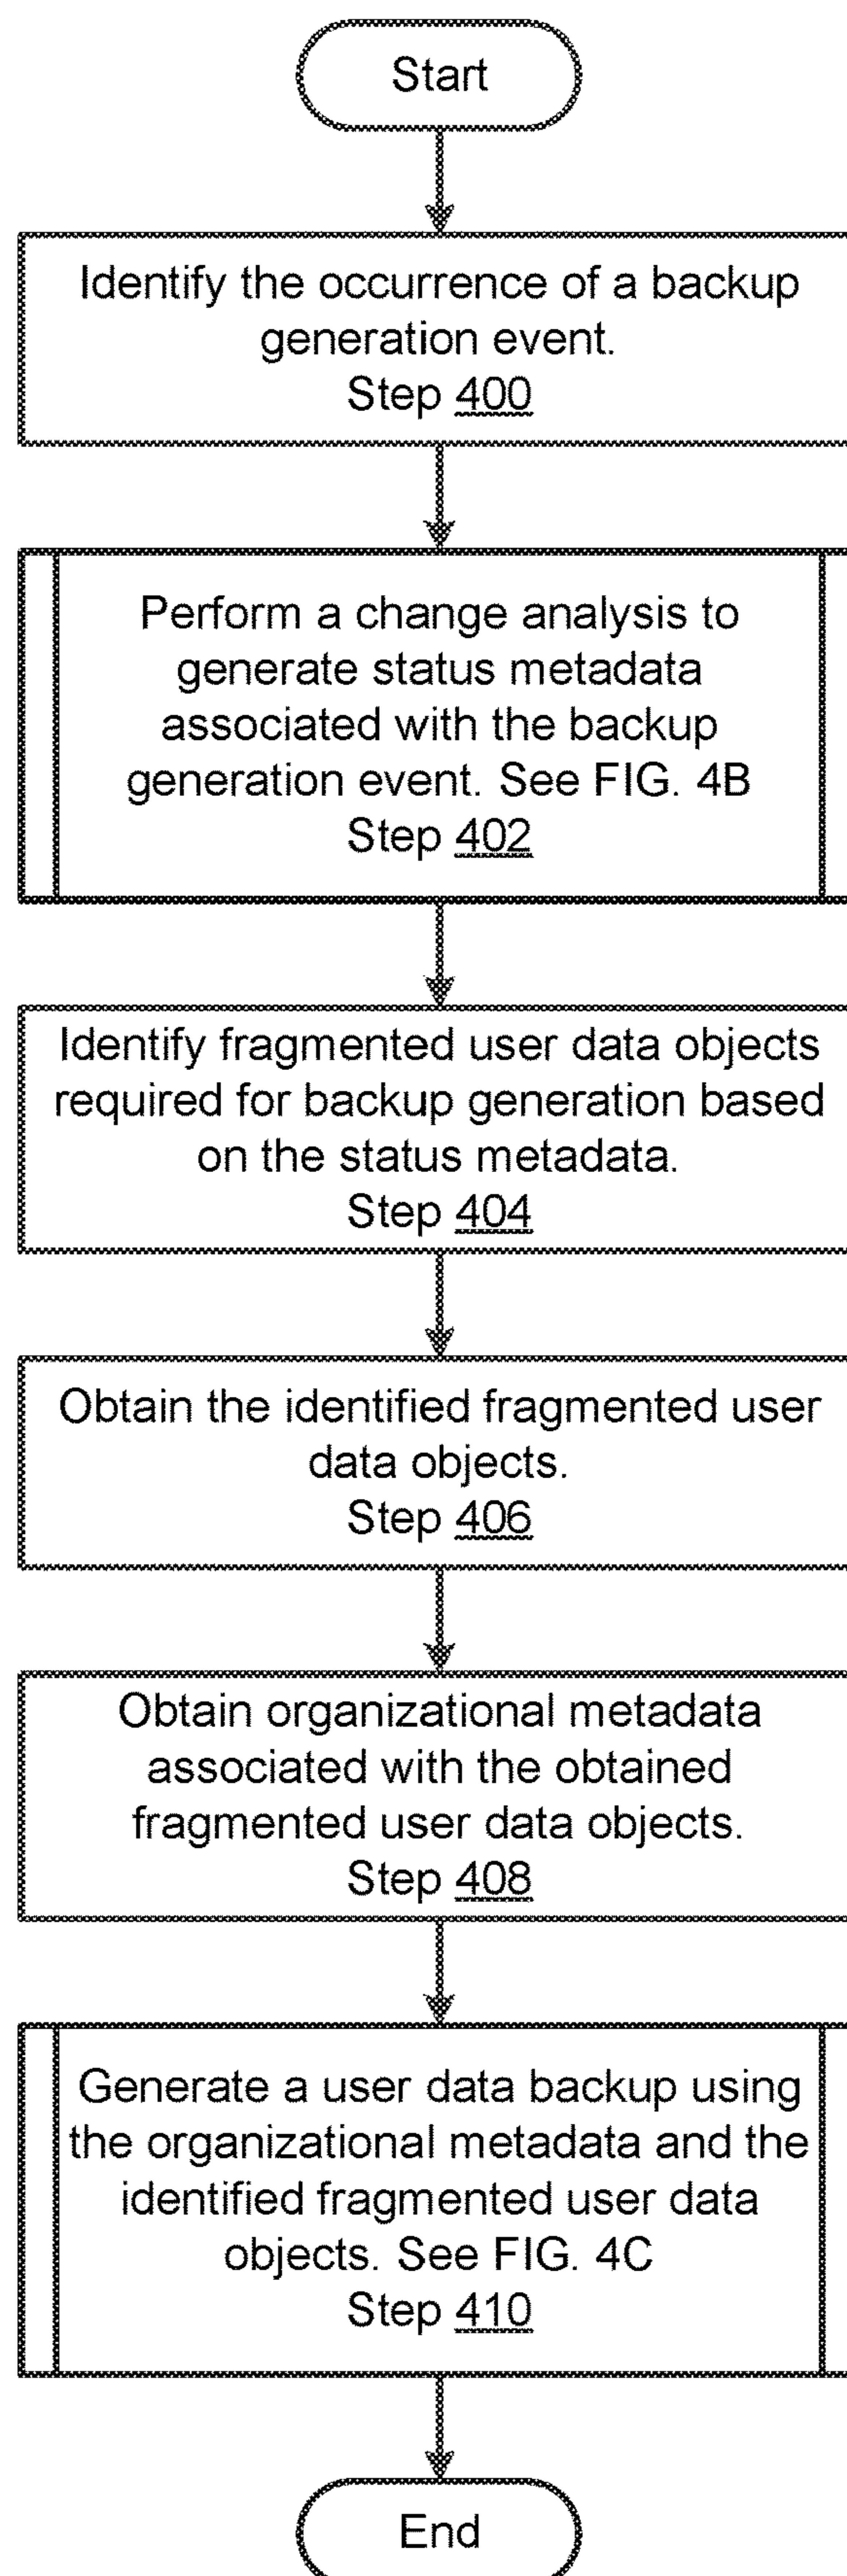 Start
Identify the occurrence of a backup
generation event.
Step 400
Perform a change analysis to
generate status metadata
associated with the backup
generation event. See FIG. 4B
Step 402
Identify fragmented user data objects
required for backup generation based
on the status metadata.
Step 404
Obtain the identified fragmented user
data objects.
Step 406
Obtain organizational metadata
associated with the obtained
fragmented user data objects.
Step 408
Generate a user data backup using
the organizational metadata and the
identified fragmented user data
objects. See FIG. 4C
Step 410
End